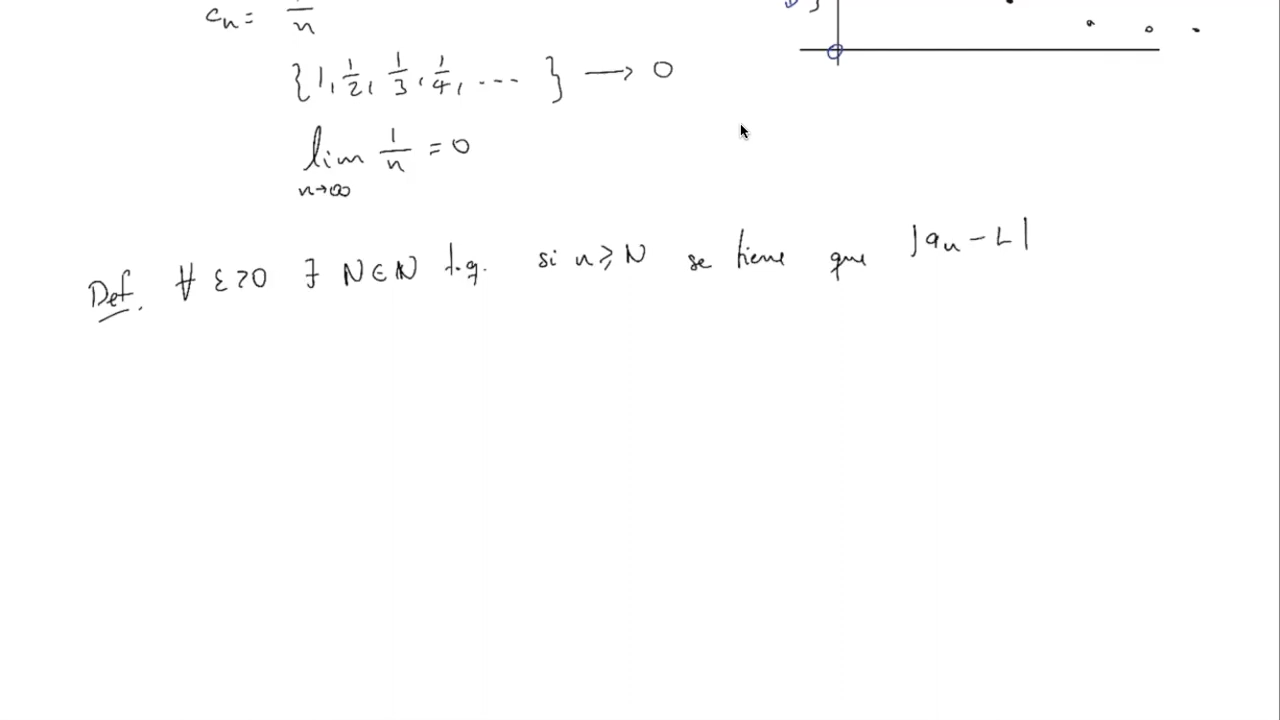 cₙ = 1/n
{1, 1/2, 1/3, 1/4, ... } → 0
lim 1/n = 0
n→∞
Def. ∀ ε>0 ∃ N∈ℕ t.q. si n≥N se tiene que |aₙ - L|